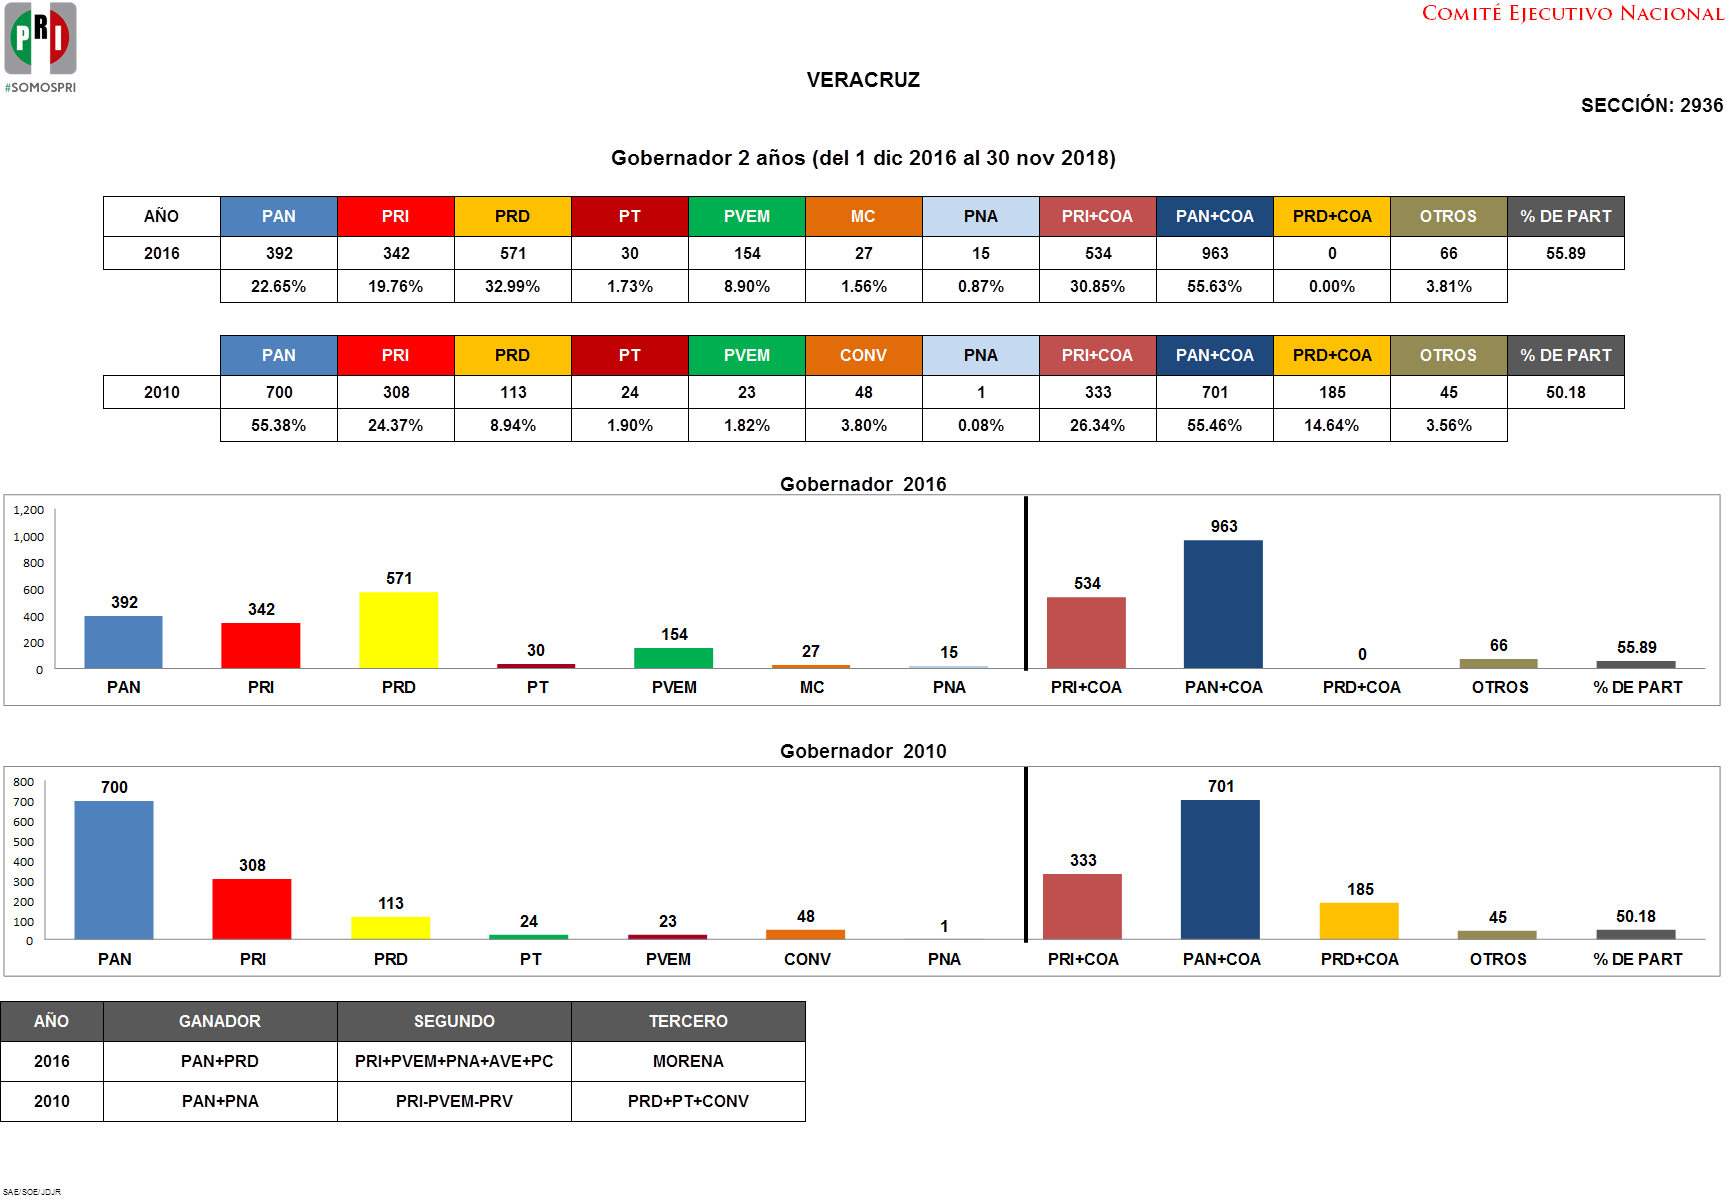 PRI
#SOMOSPRI
COMITÉ EJECUTIVO NACIONAL
VERACRUZ
SECCIÓN: 2936
Gobernador 2 años (del 1 dic 2016 al 30 nov 2018)
AÑO PAN PRI PRD PT PVEM MC PNA PRI+COA PAN+COA PRD+COA OTROS % DE PART
2016 392 342 571 30 154 27 15 534 963 0 66 55.89
22.65% 19.76% 32.99% 1.73% 8.90% 1.56% 0.87% 30.85% 55.63% 0.00% 3.81%
PAN PRI PRD PT PVEM CONV PNA PRI+COA PAN+COA PRD+COA OTROS % DE PART
2010 700 308 113 24 23 48 1 333 701 185 45 50.18
55.38% 24.37% 8.94% 1.90% 1.82% 3.80% 0.08% 26.34% 55.46% 14.64% 3.56%
Gobernador 2016
1,200
1,000
800
600
400
200
0
392 342 571 30 154 27 15 534 963 0 66 55.89
PAN PRI PRD PT PVEM MC PNA PRI+COA PAN+COA PRD+COA OTROS % DE PART
Gobernador 2010
800
700
600
500
400
300
200
100
0
700 308 113 24 23 48 1 333 701 185 45 50.18
PAN PRI PRD PT PVEM CONV PNA PRI+COA PAN+COA PRD+COA OTROS % DE PART
AÑO GANADOR SEGUNDO TERCERO
2016 PAN+PRD PRI+PVEM+PNA+AVE+PC MORENA
2010 PAN+PNA PRI-PVEM-PRV PRD+PT+CONV
SAE/SOE/JDJR